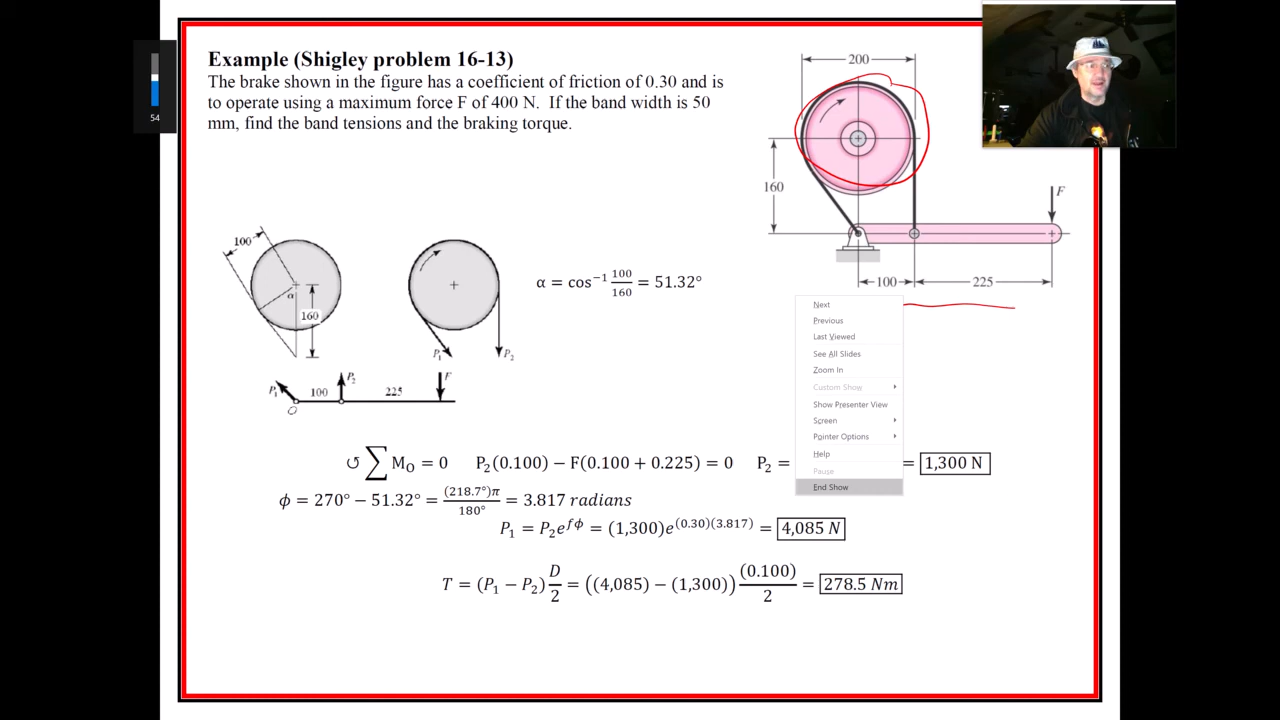 54
Example (Shigley problem 16-13)
The brake shown in the figure has a coefficient of friction of 0.30 and is
to operate using a maximum force F of 400 N. If the band width is 50
mm, find the band tensions and the braking torque.
200
160
F
100
225
100
α
160
P₁
P₂
α = cos⁻¹ 100/160 = 51.32°
P₁
100
P₂
225
F
O
Next
Previous
Last Viewed
See All Slides
Zoom In
Custom Show
Show Presenter View
Screen
Pointer Options
Help
Pause
End Show
↺ ∑ M_O = 0 P₂(0.100) − F(0.100 + 0.225) = 0 P₂ = = 1,300 N
ϕ = 270° − 51.32° = (218.7°)π/180° = 3.817 radians
P₁ = P₂e^{fϕ} = (1,300)e^{(0.30)(3.817)} = 4,085 N
T = (P₁ − P₂) D/2 = ((4,085) − (1,300)) (0.100)/2 = 278.5 Nm